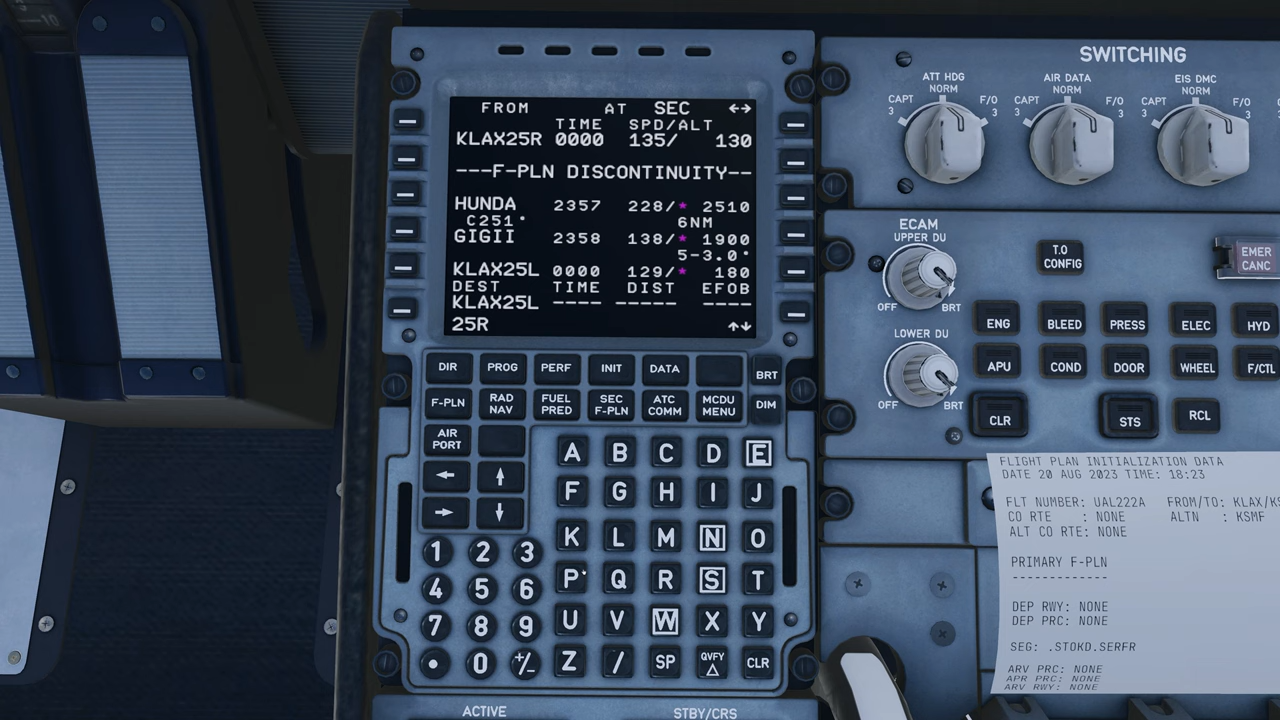 10
FROM AT SEC ↔
TIME SPD/ALT
KLAX25R 0000 135/ 130
---F-PLN DISCONTINUITY--
HUNDA 2357 228/* 2510
C251° 6NM
GIGII 2358 138/* 1900
5-3.0°
KLAX25L 0000 129/* 180
DEST TIME DIST EFOB
KLAX25L ---- ----- ----
25R ↑↓
DIR PROG PERF INIT DATA BRT
F-PLN RAD NAV FUEL PRED SEC F-PLN ATC COMM MCDU MENU DIM
AIR PORT
← ↑
→ ↓
A B C D E
F G H I J
K L M N O
P Q R S T
U V W X Y
Z / SP OVFY △ CLR
1 2 3
4 5 6
7 8 9
• 0 +/-
ACTIVE STBY/CRS
SWITCHING
ATT HDG AIR DATA EIS DMC
NORM NORM NORM
CAPT 3 F/O 3 CAPT 3 F/O 3 CAPT 3 F/O 3
ECAM
UPPER DU
OFF BRT
LOWER DU
OFF BRT
T.O CONFIG
EMER CANC
ENG BLEED PRESS ELEC HYD
APU COND DOOR WHEEL F/CTL
CLR STS RCL
FLIGHT PLAN INITIALIZATION DATA
DATE 20 AUG 2023 TIME: 18:23
FLT NUMBER: UAL222A FROM/TO: KLAX/KS
CO RTE : NONE ALTN : KSMF
ALT CO RTE: NONE
PRIMARY F-PLN
-------------
DEP RWY: NONE
DEP PRC: NONE
SEG: .STOKD.SERFR
ARV PRC: NONE
APR PRC: NONE
ARV RWY: NONE